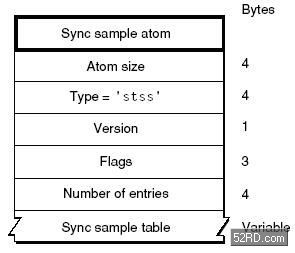 Bytes
Sync sample atom
Atom size 4
Type = 'stss' 4
Version 1
Flags 3
Number of entries 4
Sync sample table Variable
52RD.com